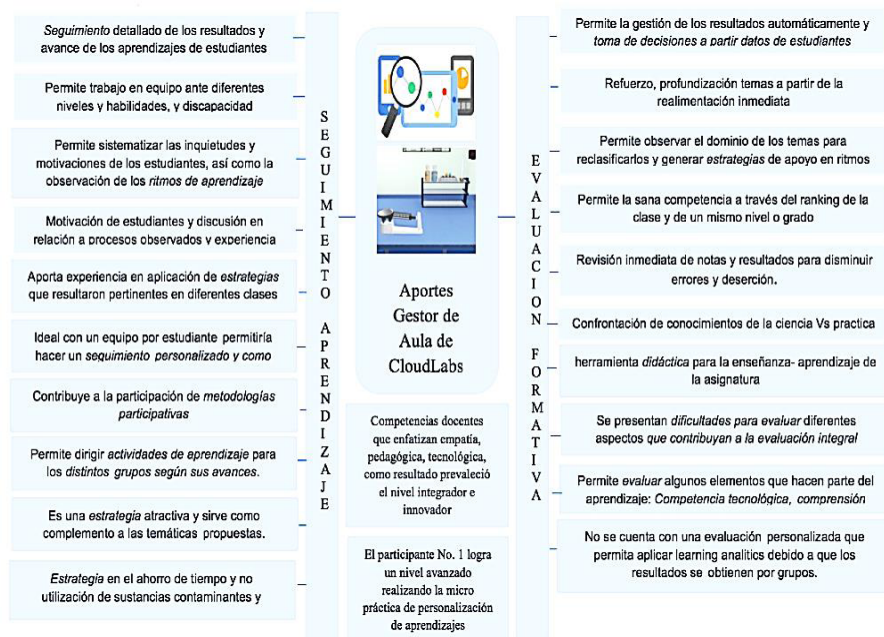 Seguimiento detallado de los resultados y
avance de los aprendizajes de estudiantes
Permite trabajo en equipo ante diferentes
niveles y habilidades, y discapacidad
Permite sistematizar las inquietudes y
motivaciones de los estudiantes, así como la
observación de los ritmos de aprendizaje
Motivación de estudiantes y discusión en
relación a procesos observados y experiencia
Aporta experiencia en aplicación de estrategias
que resultaron pertinentes en diferentes clases
Ideal con un equipo por estudiante permitiría
hacer un seguimiento personalizado y como
Contribuye a la participación de metodologías
participativas
Permite dirigir actividades de aprendizaje para
los distintos grupos según sus avances.
Es una estrategia atractiva y sirve como
complemento a las temáticas propuestas.
Estrategia en el ahorro de tiempo y no
utilización de sustancias contaminantes y
SEGUIMIENTO APRENDIZAJE
Aportes
Gestor de
Aula de
CloudLabs
Competencias docentes
que enfatizan empatía,
pedagógica, tecnológica,
como resultado prevaleció
el nivel integrador e
innovador
El participante No. 1 logra
un nivel avanzado
realizando la micro
práctica de personalización
de aprendizajes
EVALUACION FORMATIVA
Permite la gestión de los resultados automáticamente y
toma de decisiones a partir datos de estudiantes
Refuerzo, profundización temas a partir de la
realimentación inmediata
Permite observar el dominio de los temas para
reclasificarlos y generar estrategias de apoyo en ritmos
Permite la sana competencia a través del ranking de la
clase y de un mismo nivel o grado
Revisión inmediata de notas y resultados para disminuir
errores y deserción.
Confrontación de conocimientos de la ciencia Vs practica
herramienta didáctica para la enseñanza- aprendizaje de
la asignatura
Se presentan dificultades para evaluar diferentes
aspectos que contribuyan a la evaluación integral
Permite evaluar algunos elementos que hacen parte del
aprendizaje: Competencia tecnológica, comprensión
No se cuenta con una evaluación personalizada que
permita aplicar learning analitics debido a que los
resultados se obtienen por grupos.